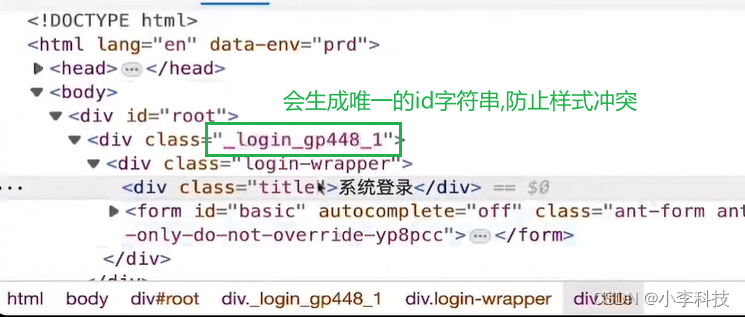 <!DOCTYPE html>
<html lang="en" data-env="prd">
<head> ··· </head>
<body>
会生成唯一的id字符串,防止样式冲突
<div id="root">
<div class="_login_gp448_1">
<div class="login-wrapper">
··· <div class="title">系统登录</div> == $0
<form id="basic" autocomplete="off" class="ant-form ant
-only-do-not-override-yp8pcc"> ··· </form>
</div>
</div>
html body div#root div._login_gp448_1 div.login-wrapper
CSDN @小李科技